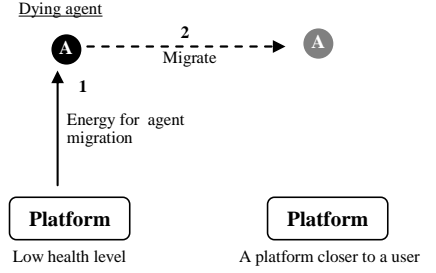 Dying agent
A
2
A
Migrate
1
Energy for agent
migration
Platform
Platform
Low health level
A platform closer to a user